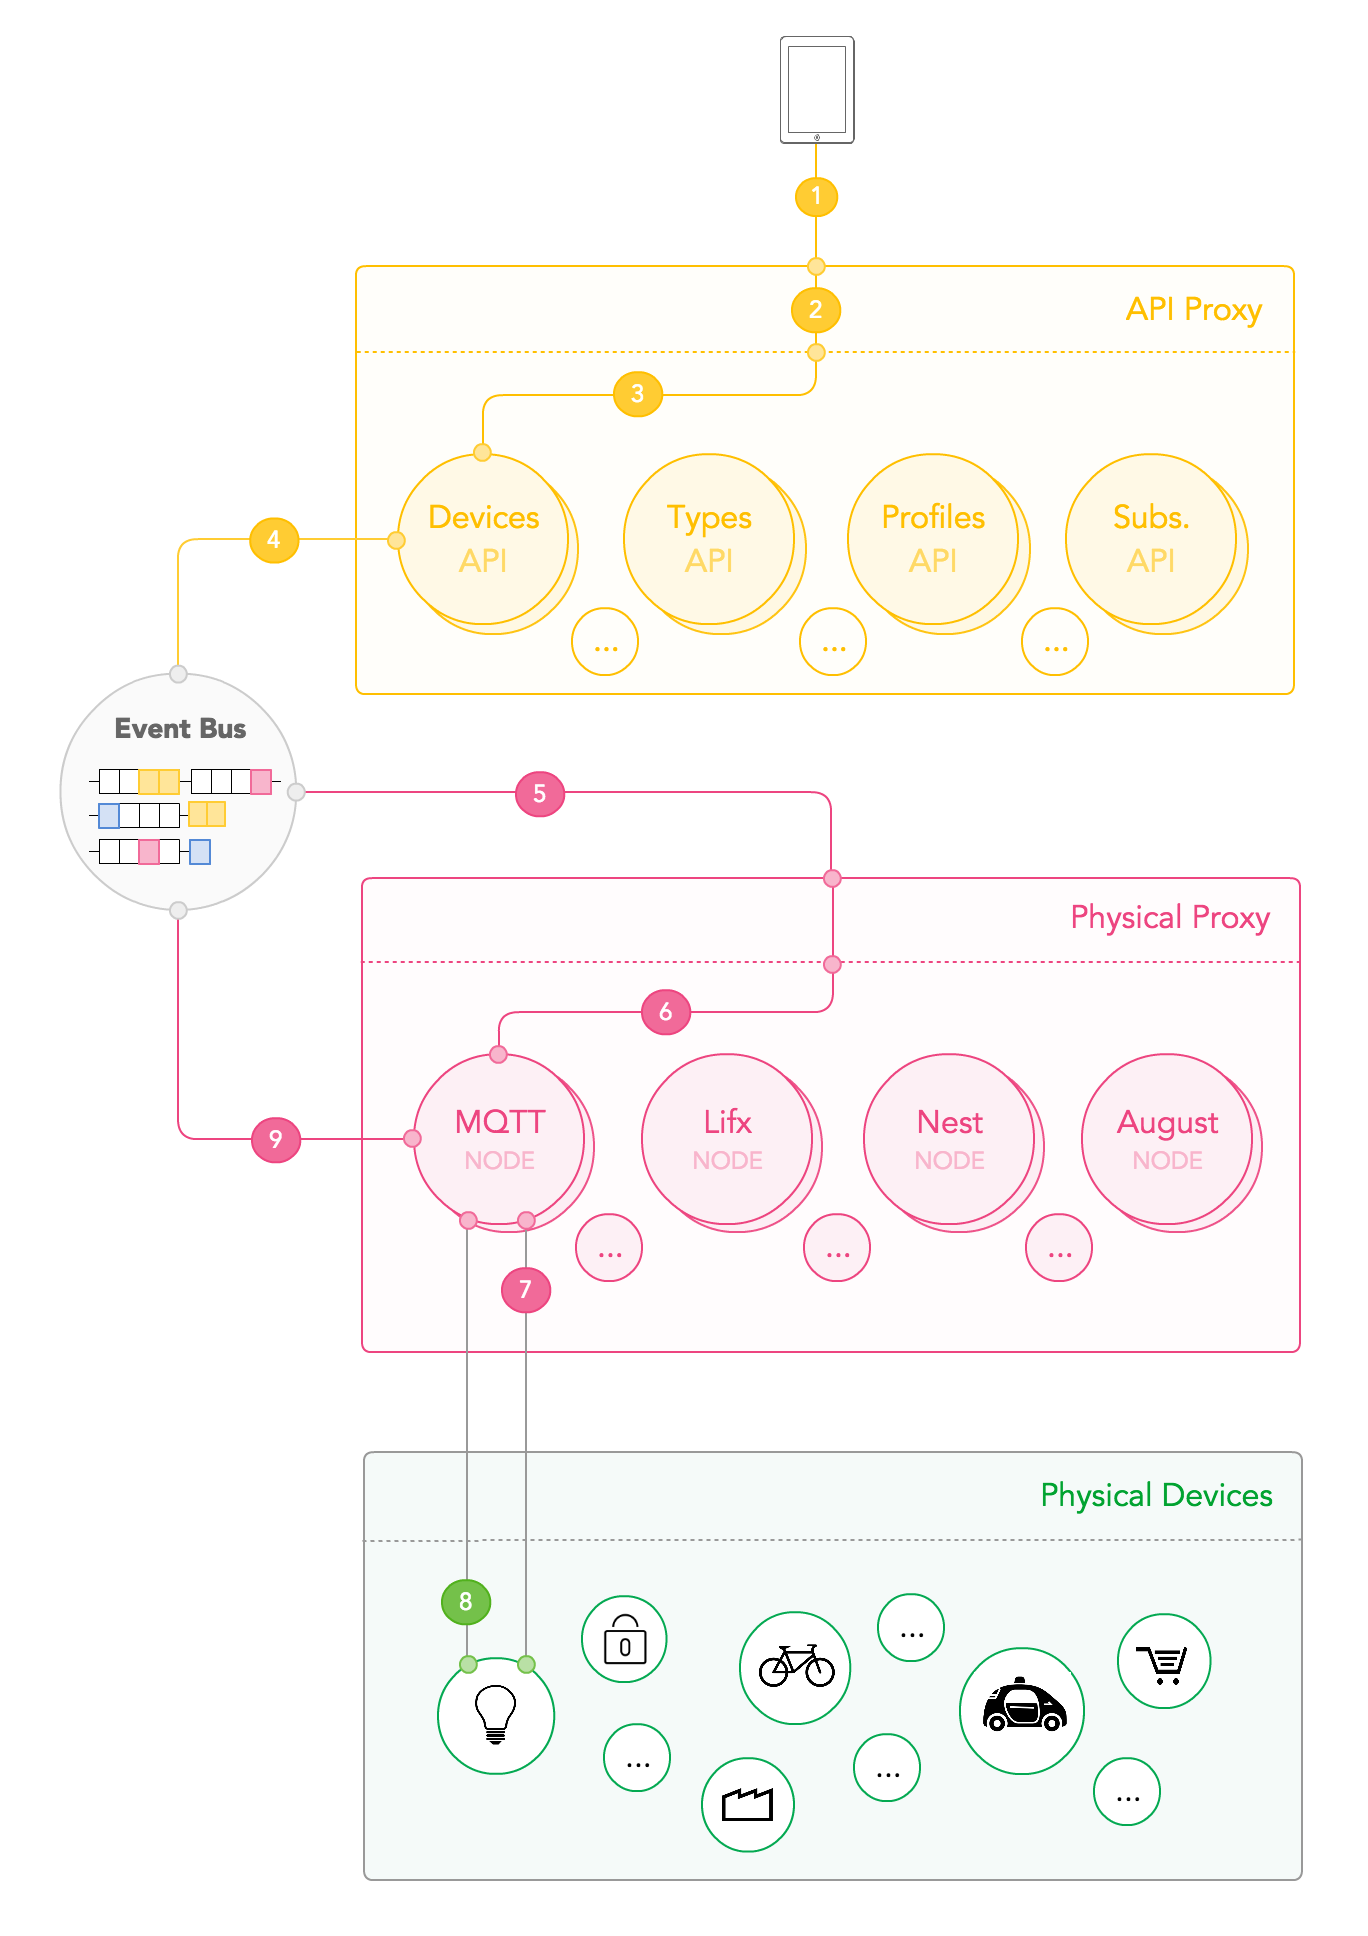 1
2
API Proxy
3
Devices
API
Types
API
Profiles
API
Subs.
API
4
...
...
...
Event Bus
5
Physical Proxy
6
MQTT
NODE
Lifx
NODE
Nest
NODE
August
NODE
9
...
...
...
7
Physical Devices
8
0
...
...
...
...